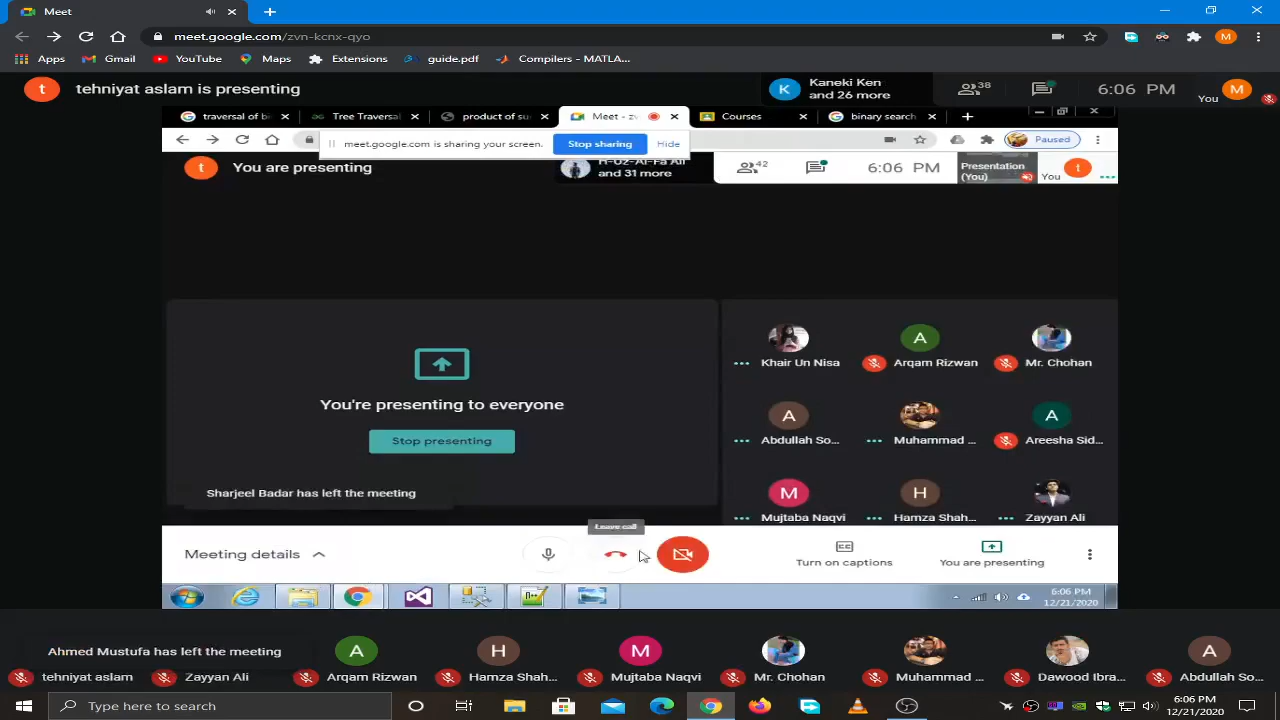 Meet
meet.google.com/zvn-kcnx-qyo
M
Apps Gmail YouTube Maps Extensions guide.pdf Compilers - MATLA...
t tehniyat aslam is presenting
K Kaneki Ken
and 26 more
38
6:06 PM
You M
traversal of bi Tree Traversal product of su Meet - zv Courses binary search
meet.google.com is sharing your screen. Stop sharing Hide
Paused
t You are presenting
and 31 more
42
6:06 PM
Presentation
(You)
You t
You're presenting to everyone
Stop presenting
Sharjeel Badar has left the meeting
A
Khair Un Nisa Arqam Rizwan Mr. Chohan
A A
Abdullah So... Muhammad ... Areesha Sid...
M H
Mujtaba Naqvi Hamza Shah... Zayyan Ali
Leave call
Meeting details
Turn on captions
You are presenting
6:06 PM
12/21/2020
Ahmed Mustufa has left the meeting
A H M A
tehniyat aslam Zayyan Ali Arqam Rizwan Hamza Shah... Mujtaba Naqvi Mr. Chohan Muhammad ... Dawood Ibra... Abdullah So...
Type here to search
6:06 PM
12/21/2020